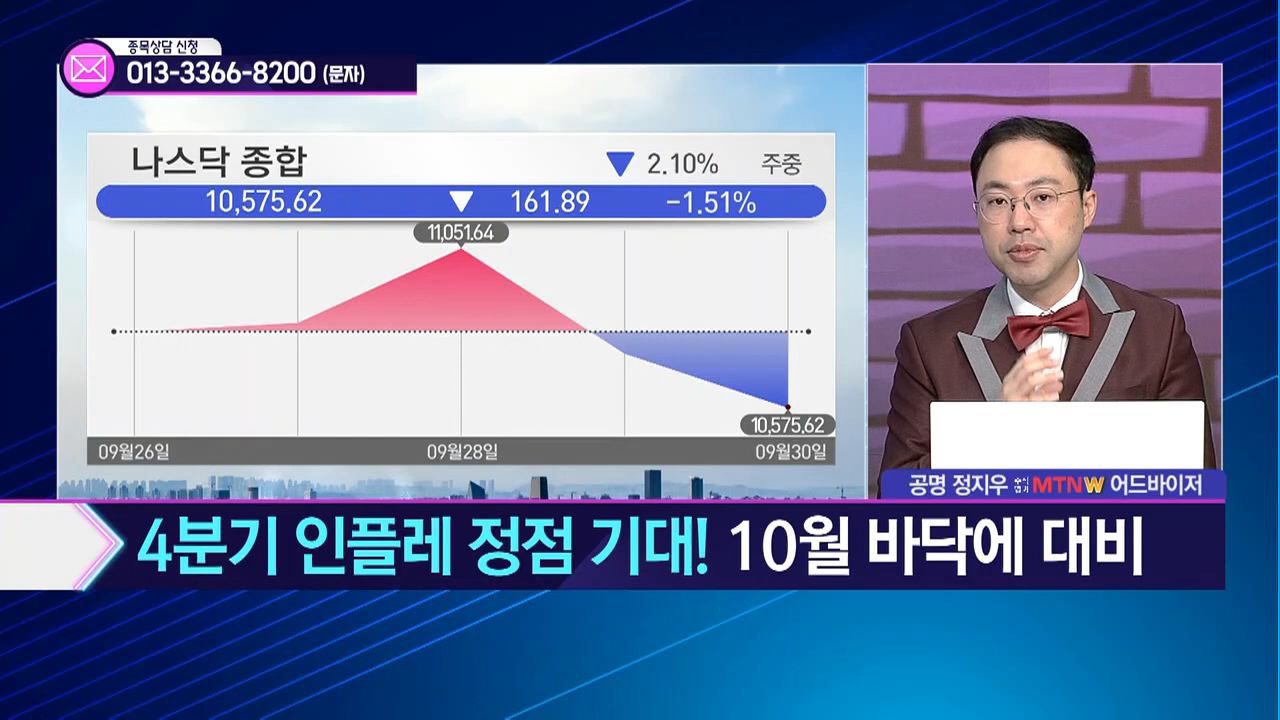 종목상담 신청
013-3366-8200 (문자)
나스닥 종합 ▼ 2.10% 주중
10,575.62 ▼ 161.89 -1.51%
11,051.64
10,575.62
09월26일 09월28일 09월30일
공명 정지우 MTNW 어드바이저
4분기 인플레 정점 기대! 10월 바닥에 대비